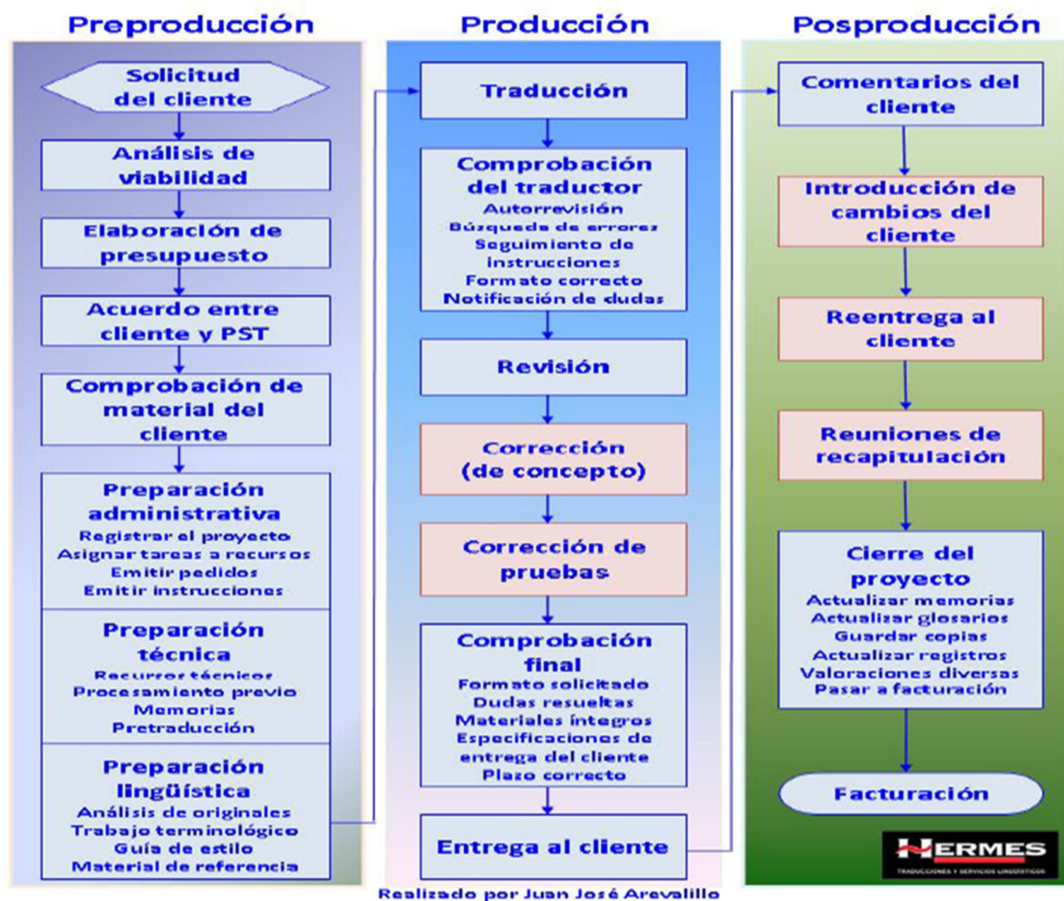 Preproducción
Solicitud
del cliente
Análisis de
viabilidad
Elaboración de
presupuesto
Acuerdo entre
cliente y PST
Comprobación de
material del
cliente
Preparación
administrativa
Registrar el proyecto
Asignar tareas a recursos
Emitir pedidos
Emitir instrucciones
Preparación
técnica
Recursos técnicos
Procesamiento previo
Memorias
Pretraducción
Preparación
lingüística
Análisis de originales
Trabajo terminológico
Guía de estilo
Material de referencia
Producción
Traducción
Comprobación
del traductor
Autorrevisión
Búsqueda de errores
Seguimiento de
instrucciones
Formato correcto
Notificación de dudas
Revisión
Corrección
(de concepto)
Corrección de
pruebas
Comprobación
final
Formato solicitado
Dudas resueltas
Materiales íntegros
Especificaciones de
entrega del cliente
Plazo correcto
Entrega al cliente
Realizado por Juan José Arevalillo
Posproducción
Comentarios del
cliente
Introducción de
cambios del
cliente
Reentrega al
cliente
Reuniones de
recapitulación
Cierre del
proyecto
Actualizar memorias
Actualizar glosarios
Guardar copias
Actualizar registros
Valoraciones diversas
Pasar a facturación
Facturación
HERMES
TRADUCCIONES Y SERVICIOS LINGÜÍSTICOS